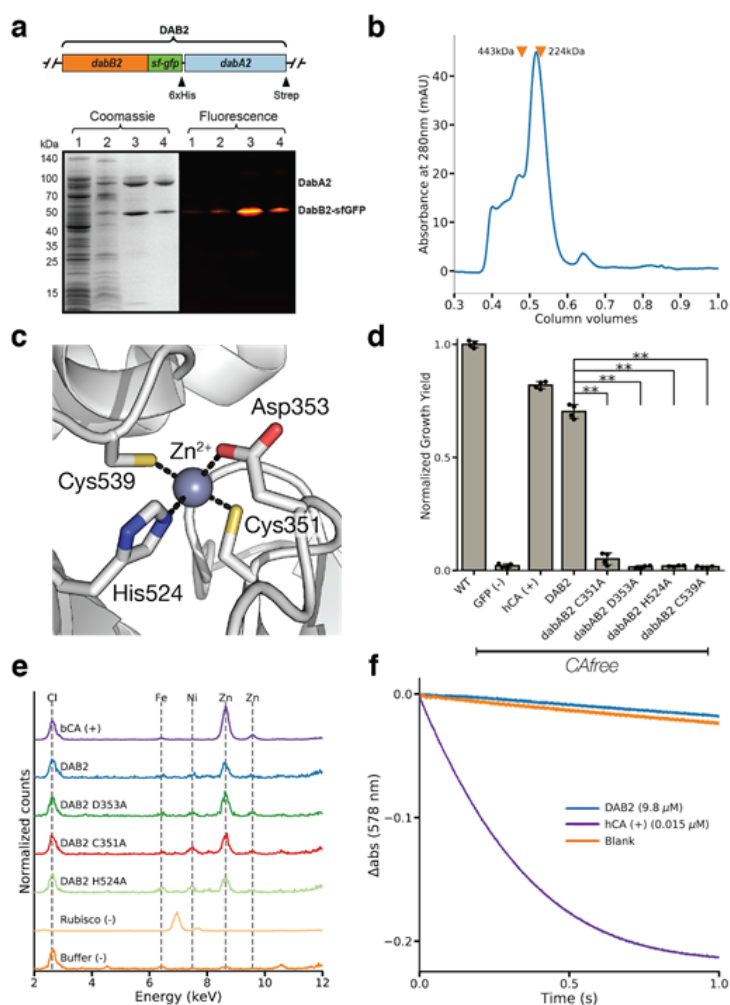 a
DAB2
dabB2
sf-gfp
dabA2
6xHis
Strep
Coomassie
Fluorescence
kDa
1 2 3 4 1 2 3 4
140
100
70
50
40
35
25
15
DabA2
DabB2-sfGFP
b
443kDa
224kDa
Absorbance at 280nm (mAU)
40
30
20
10
0
0.3 0.4 0.5 0.6 0.7 0.8 0.9 1.0
Column volumes
c
Asp353
Zn2+
Cys539
Cys351
His524
d
Normalized Growth Yield
1.0
0.5
0.0
**
**
**
**
WT
GFP (-)
hCA (+)
DAB2
dabAB2 C351A
dabAB2 D353A
dabAB2 H524A
dabAB2 C539A
CAfree
e
Cl Fe Ni Zn Zn
Normalized counts
bCA (+)
DAB2
DAB2 D353A
DAB2 C351A
DAB2 H524A
Rubisco (-)
Buffer (-)
2 4 6 8 10 12
Energy (keV)
f
Δabs (578 nm)
0.0
−0.1
−0.2
DAB2 (9.8 μM)
hCA (+) (0.015 μM)
Blank
0.0 0.5 1.0
Time (s)